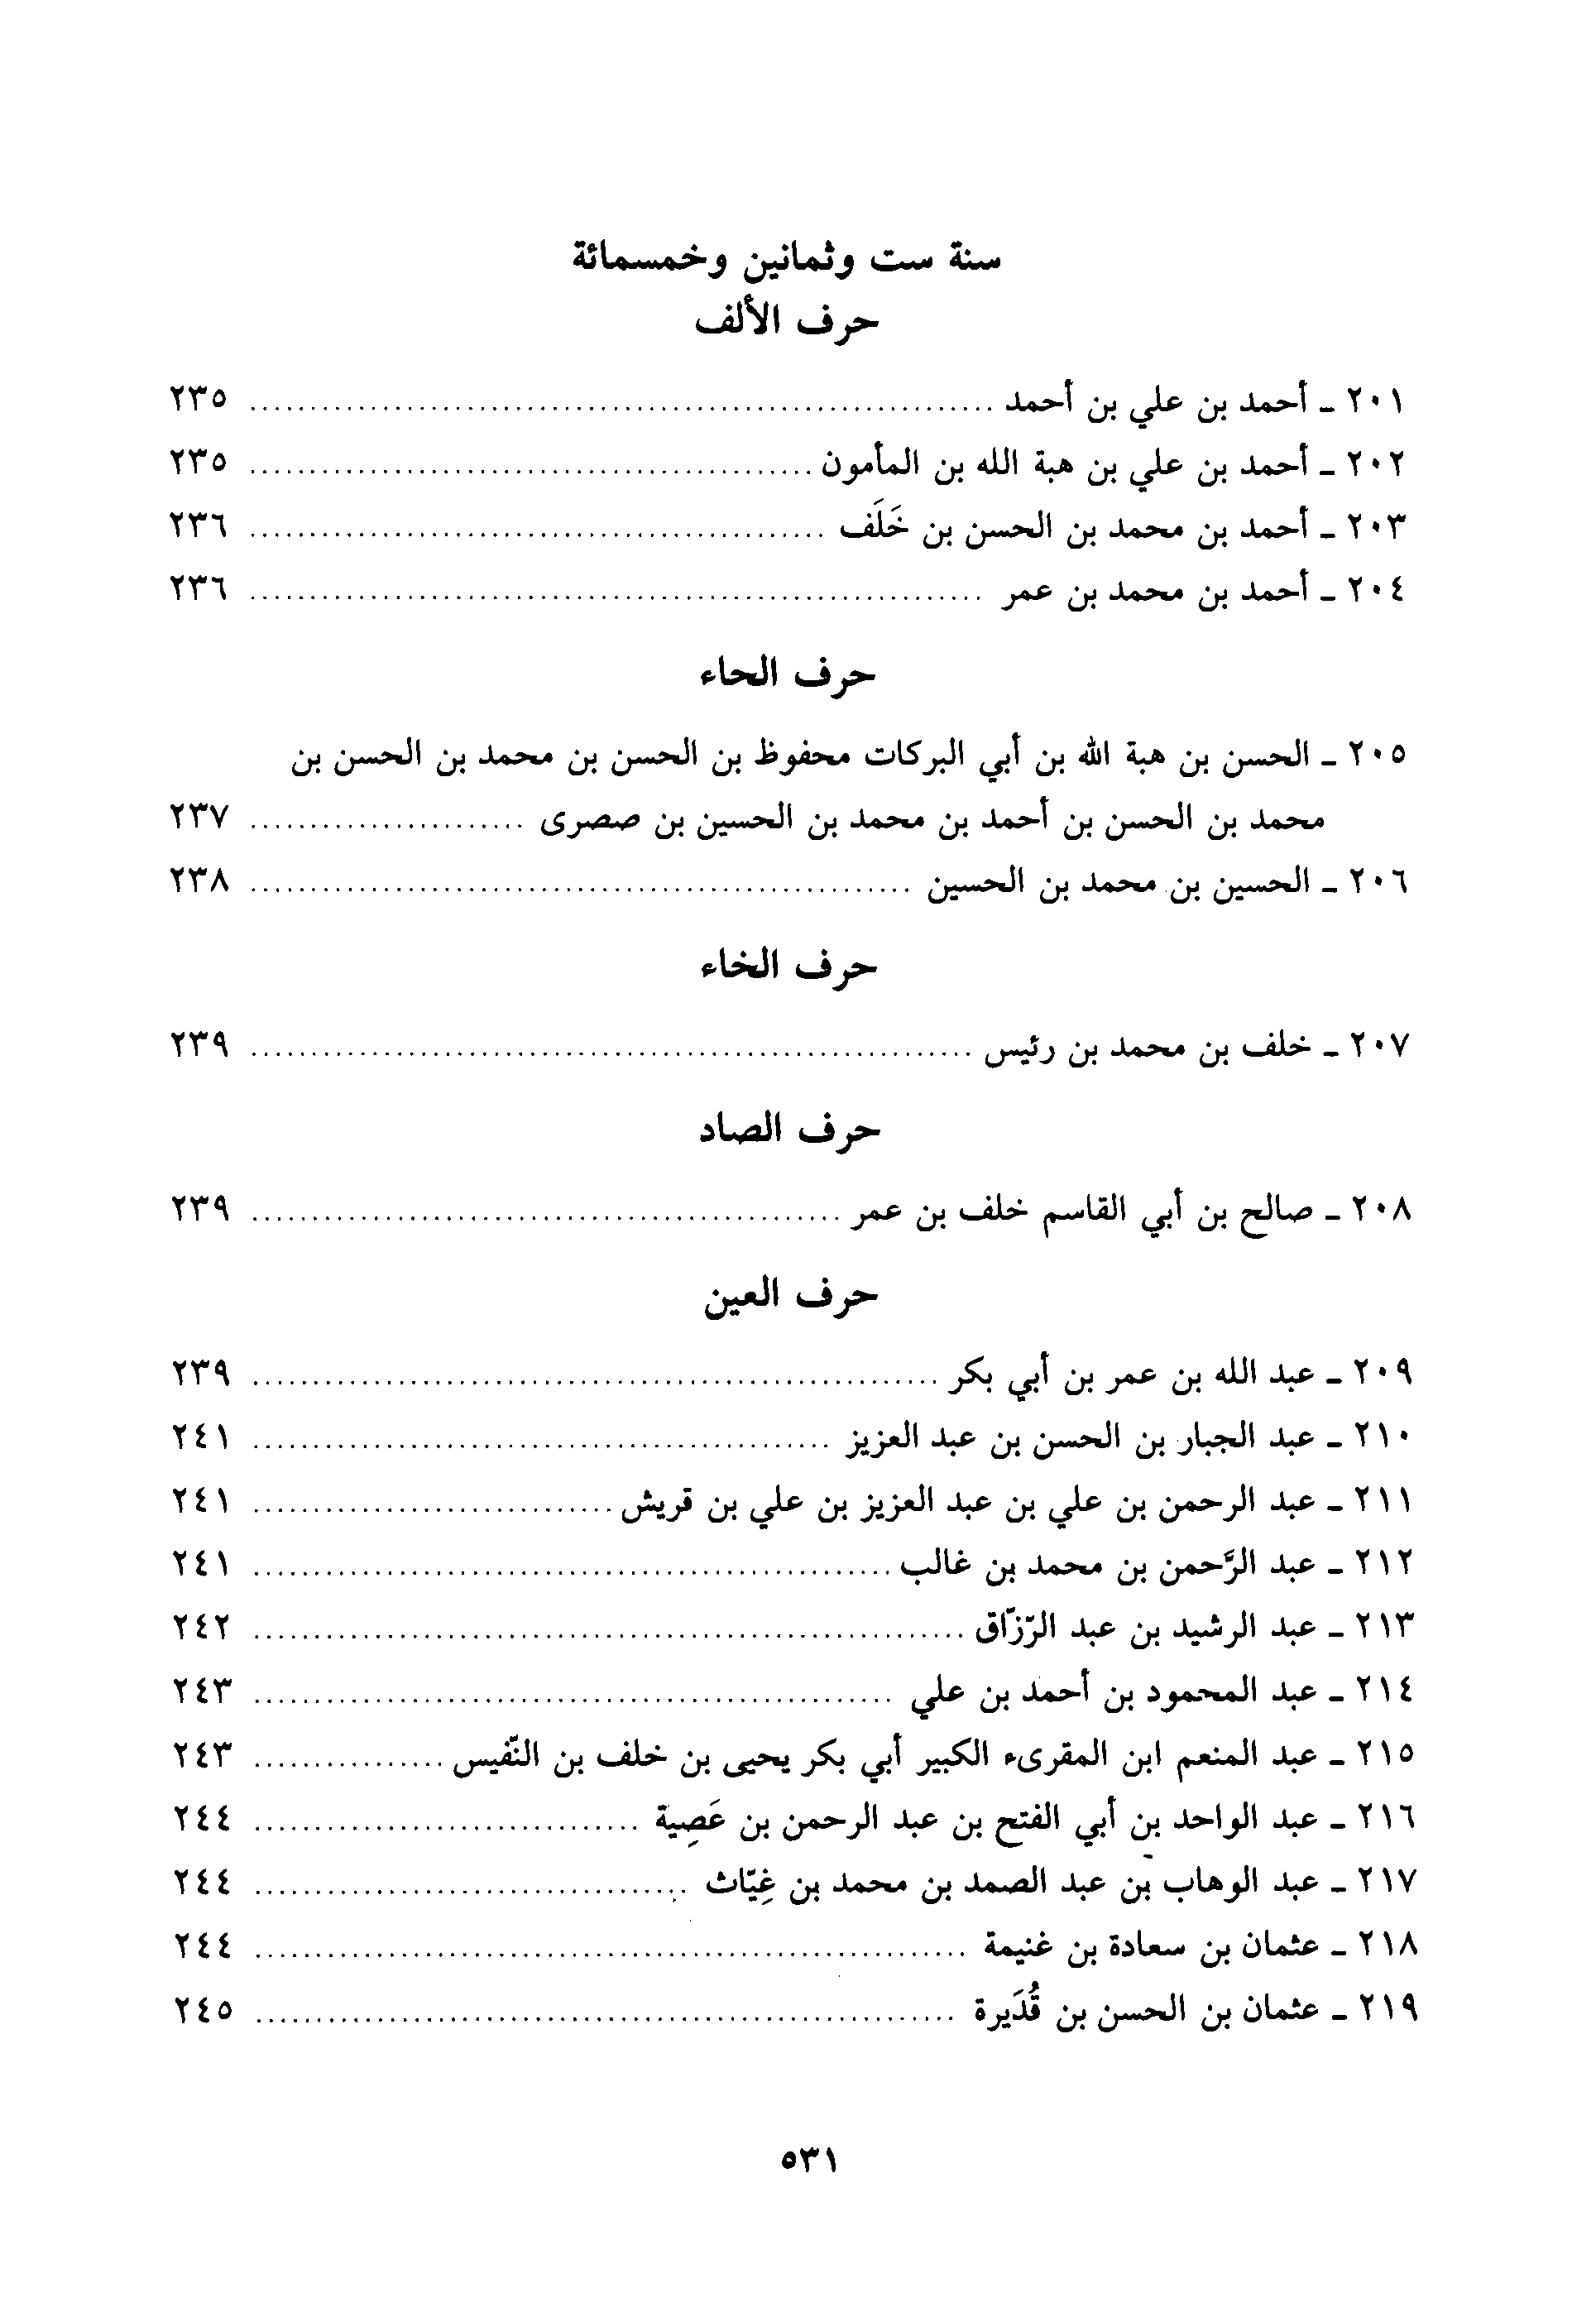 سنة ست وثمانين وخمسمائة
حرف الألف
٢٠١ ـ أحمد بن علي بن أحمد ........ ٢٣٥
٢٠٢ ـ أحمد بن علي بن هبة الله بن المأمون ........ ٢٣٥
٢٠٣ ـ أحمد بن محمد بن الحسن بن خَلَف ........ ٢٣٦
٢٠٤ ـ أحمد بن محمد بن عمر ........ ٢٣٦
حرف الحاء
٢٠٥ ـ الحسن بن هبة الله بن أبي البركات محفوظ بن الحسن بن محمد بن الحسن بن
محمد بن الحسن بن أحمد بن محمد بن الحسين بن صصرى ........ ٢٣٧
٢٠٦ ـ الحسين بن محمد بن الحسين ........ ٢٣٨
حرف الخاء
٢٠٧ ـ خلف بن محمد بن رئيس ........ ٢٣٩
حرف الصاد
٢٠٨ ـ صالح بن أبي القاسم خلف بن عمر ........ ٢٣٩
حرف العين
٢٠٩ ـ عبد الله بن عمر بن أبي بكر ........ ٢٣٩
٢١٠ ـ عبد الجبار بن الحسن بن عبد العزيز ........ ٢٤١
٢١١ ـ عبد الرحمن بن علي بن عبد العزيز بن علي بن قريش ........ ٢٤١
٢١٢ ـ عبد الرَّحمن بن محمد بن غالب ........ ٢٤١
٢١٣ ـ عبد الرشيد بن عبد الرّزّاق ........ ٢٤٢
٢١٤ ـ عبد المحمود بن أحمد بن علي ........ ٢٤٣
٢١٥ ـ عبد المنعم ابن المقرىء الكبير أبي بكر يحيى بن خلف بن النّفيس ........ ٢٤٣
٢١٦ ـ عبد الواحد بن أبي الفتح بن عبد الرحمن بن عَصِية ........ ٢٤٤
٢١٧ ـ عبد الوهاب بن عبد الصمد بن محمد بن غِيّاث ........ ٢٤٤
٢١٨ ـ عثمان بن سعادة بن غنيمة ........ ٢٤٤
٢١٩ ـ عثمان بن الحسن بن قُدَيرة ........ ٢٤٥
٥٣١